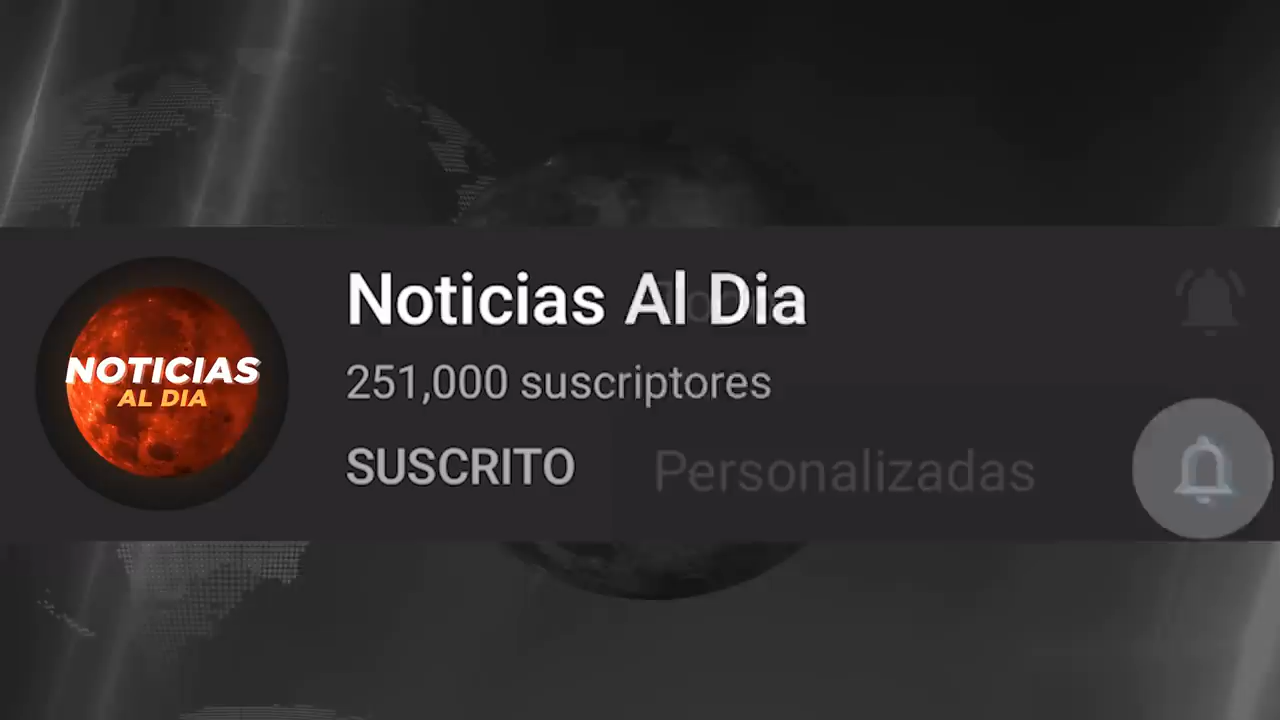 Noticias Al Dia
251,000 suscriptores
SUSCRITO
Personalizadas
NOTICIAS
AL DIA